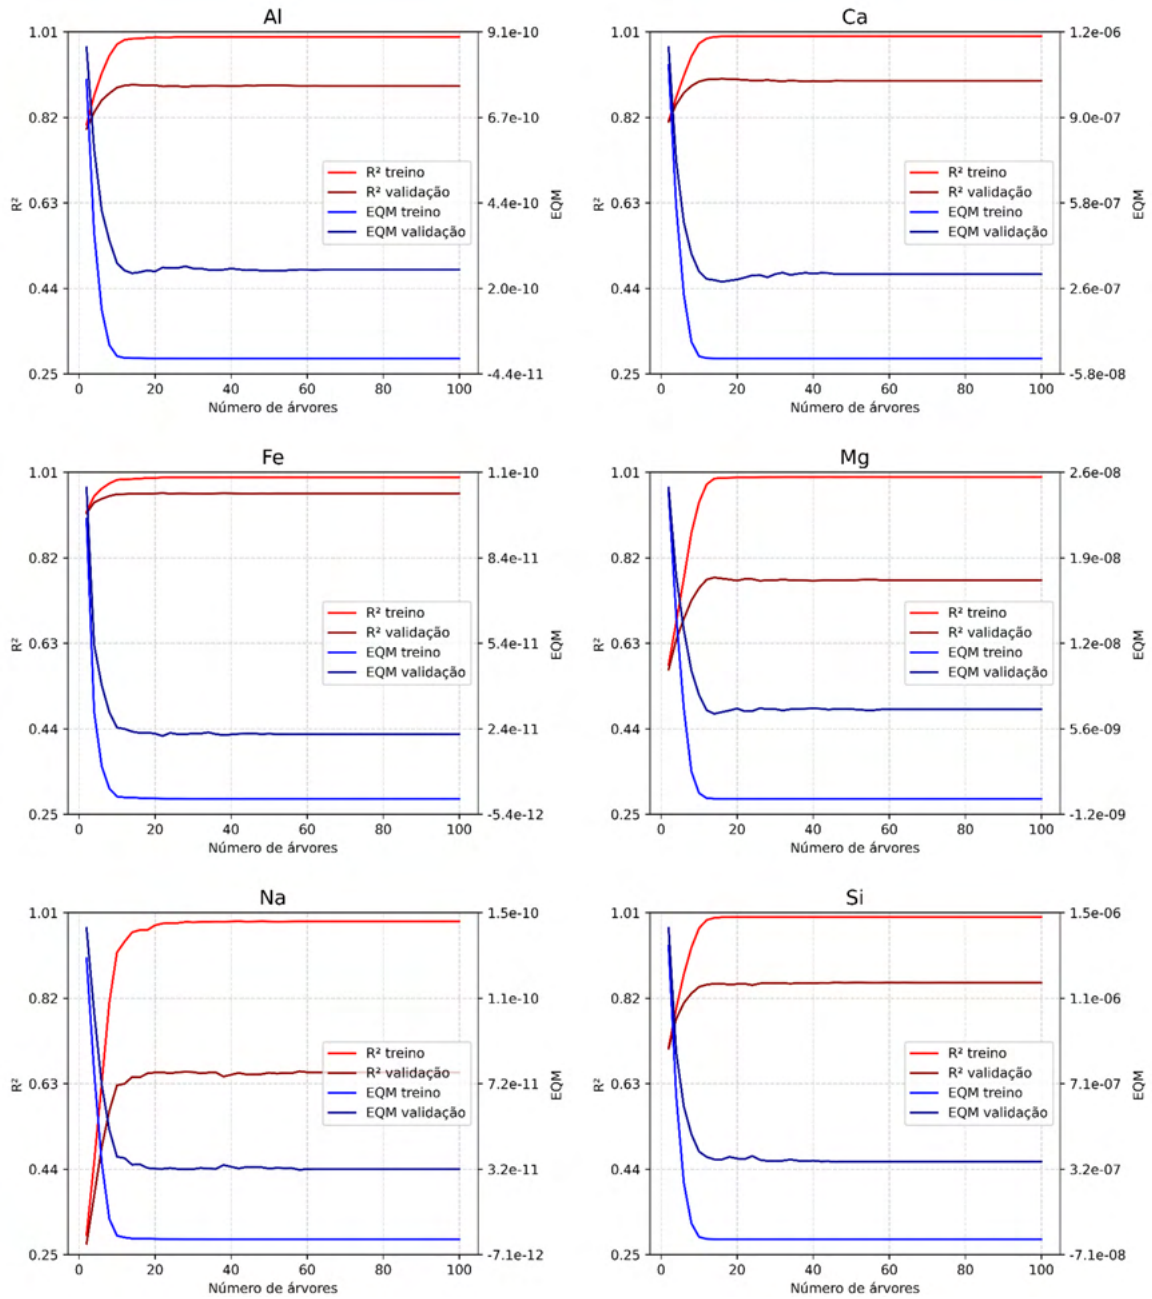 Al
1.01
0.82
0.63
0.44
0.25
R²
9.1e-10
6.7e-10
4.4e-10
2.0e-10
-4.4e-11
EQM
R² treino
R² validação
EQM treino
EQM validação
0 20 40 60 80 100
Número de árvores
Ca
1.01
0.82
0.63
0.44
0.25
R²
1.2e-06
9.0e-07
5.8e-07
2.6e-07
-5.8e-08
EQM
R² treino
R² validação
EQM treino
EQM validação
0 20 40 60 80 100
Número de árvores
Fe
1.01
0.82
0.63
0.44
0.25
R²
1.1e-10
8.4e-11
5.4e-11
2.4e-11
-5.4e-12
EQM
R² treino
R² validação
EQM treino
EQM validação
0 20 40 60 80 100
Número de árvores
Mg
1.01
0.82
0.63
0.44
0.25
R²
2.6e-08
1.9e-08
1.2e-08
5.6e-09
-1.2e-09
EQM
R² treino
R² validação
EQM treino
EQM validação
0 20 40 60 80 100
Número de árvores
Na
1.01
0.82
0.63
0.44
0.25
R²
1.5e-10
1.1e-10
7.2e-11
3.2e-11
-7.1e-12
EQM
R² treino
R² validação
EQM treino
EQM validação
0 20 40 60 80 100
Número de árvores
Si
1.01
0.82
0.63
0.44
0.25
R²
1.5e-06
1.1e-06
7.1e-07
3.2e-07
-7.1e-08
EQM
R² treino
R² validação
EQM treino
EQM validação
0 20 40 60 80 100
Número de árvores